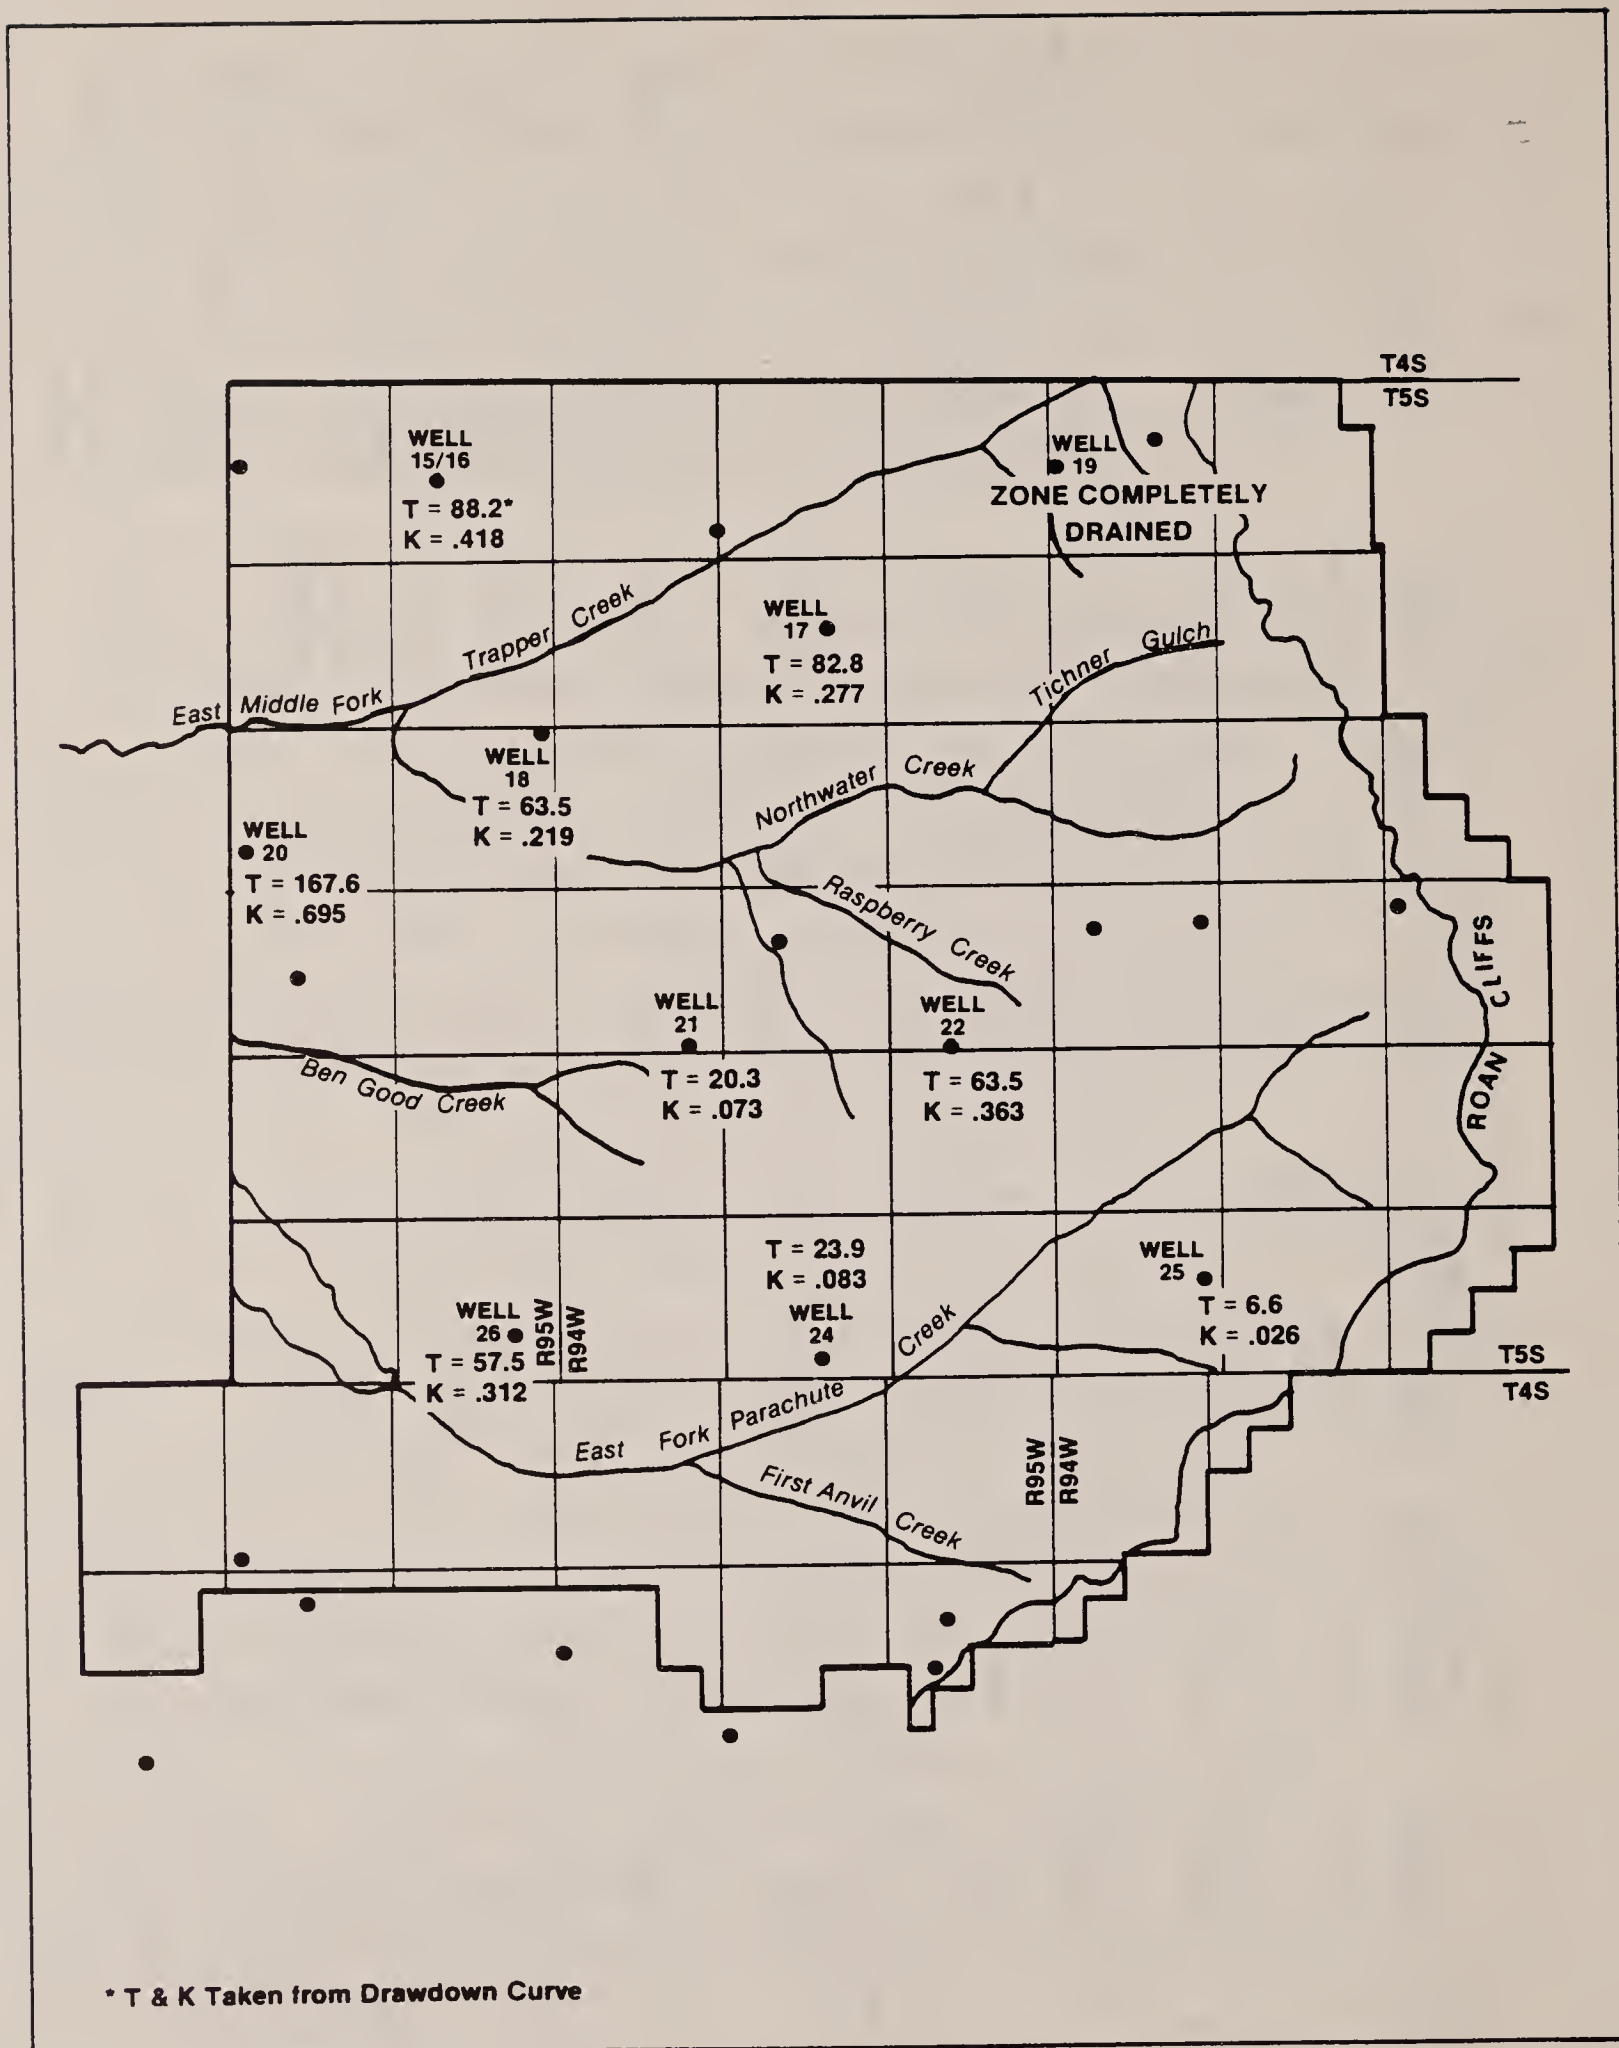 T4S
T5S
WELL
15/16
T = 88.2*
K = .418
WELL
19
ZONE COMPLETELY
DRAINED
WELL
17
T = 82.8
K = .277
Trapper Creek
Tichner Gulch
East Middle Fork
WELL
18
T = 63.5
K = .219
Northwater Creek
WELL
20
T = 167.6
K = .695
Raspberry Creek
ROAN CLIFFS
WELL
21
T = 20.3
K = .073
WELL
22
T = 63.5
K = .363
Ben Good Creek
T = 23.9
K = .083
WELL
24
WELL
25
T = 6.6
K = .026
WELL
26
T = 57.5
K = .312
R95W
R94W
T5S
T4S
East Fork Parachute Creek
First Anvil Creek
R95W
R94W
* T & K Taken from Drawdown Curve